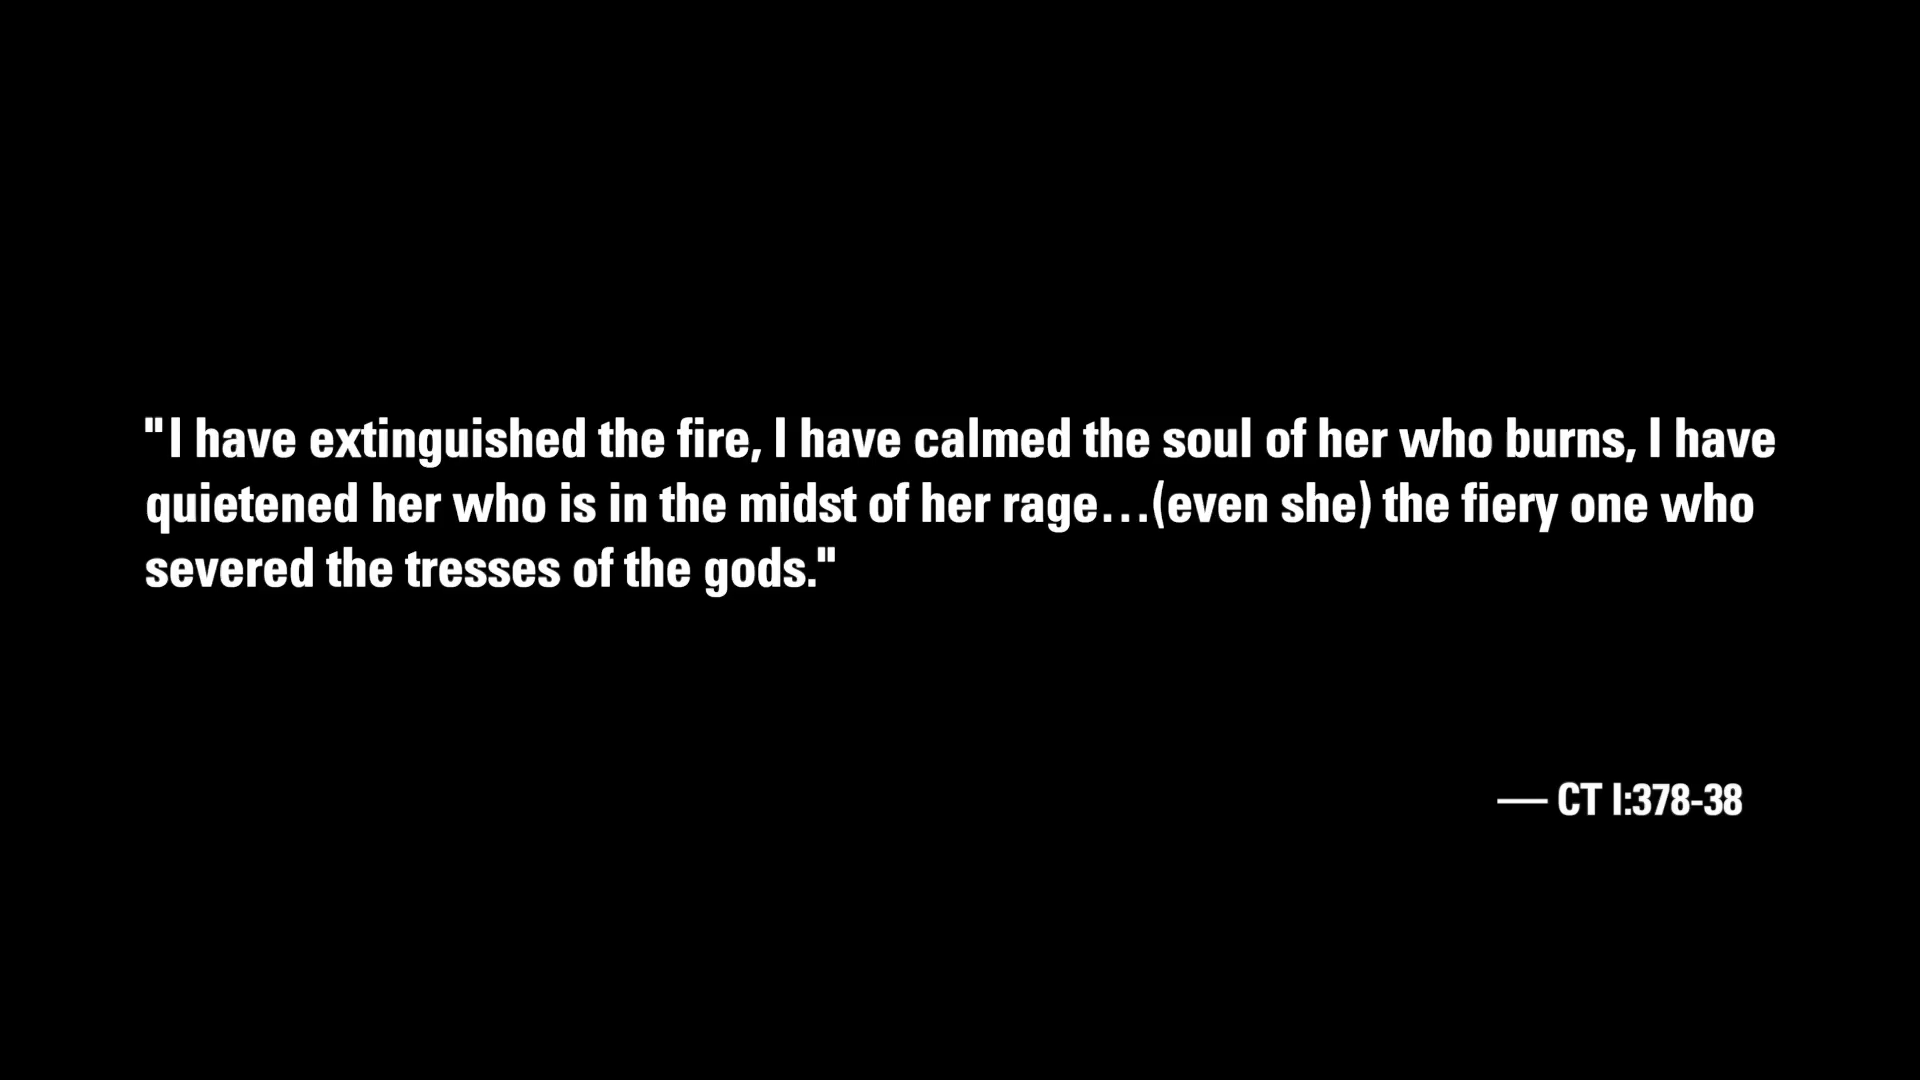 "I have extinguished the fire, I have calmed the soul of her who burns, I have
quietened her who is in the midst of her rage...(even she) the fiery one who
severed the tresses of the gods."
— CT I:378-38